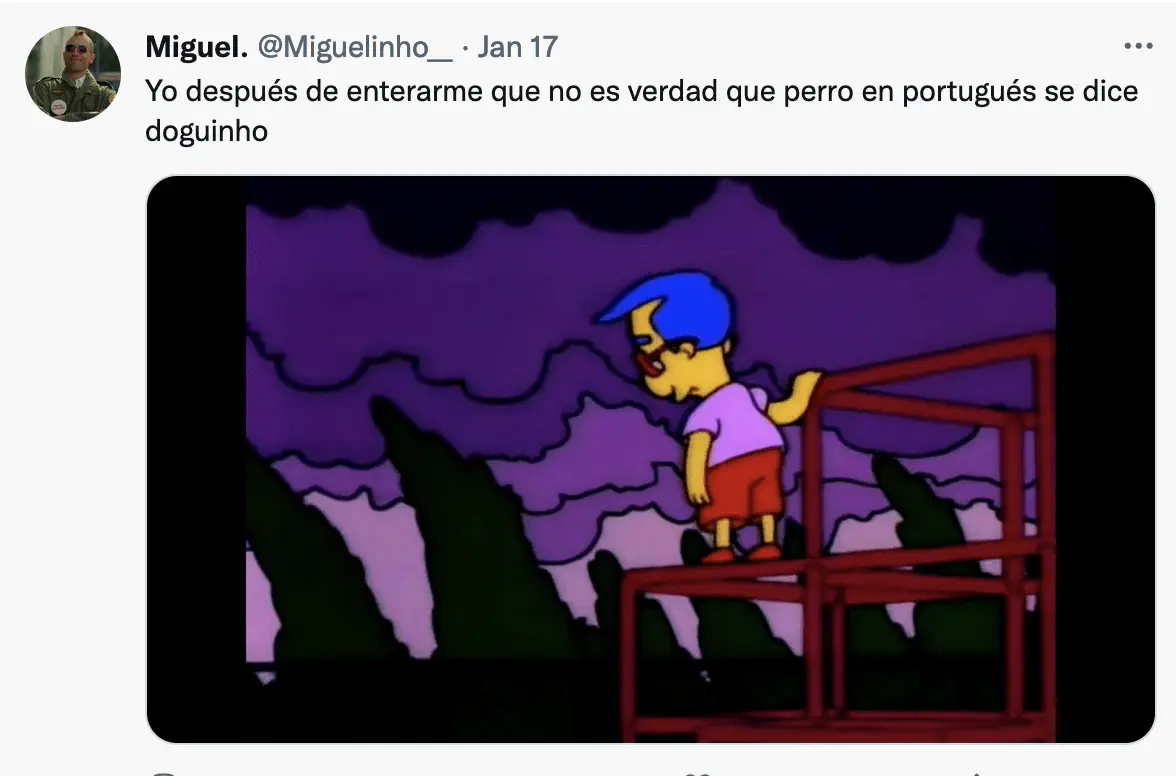 Miguel. @Miguelinho__ · Jan 17
Yo después de enterarme que no es verdad que perro en portugués se dice
doguinho